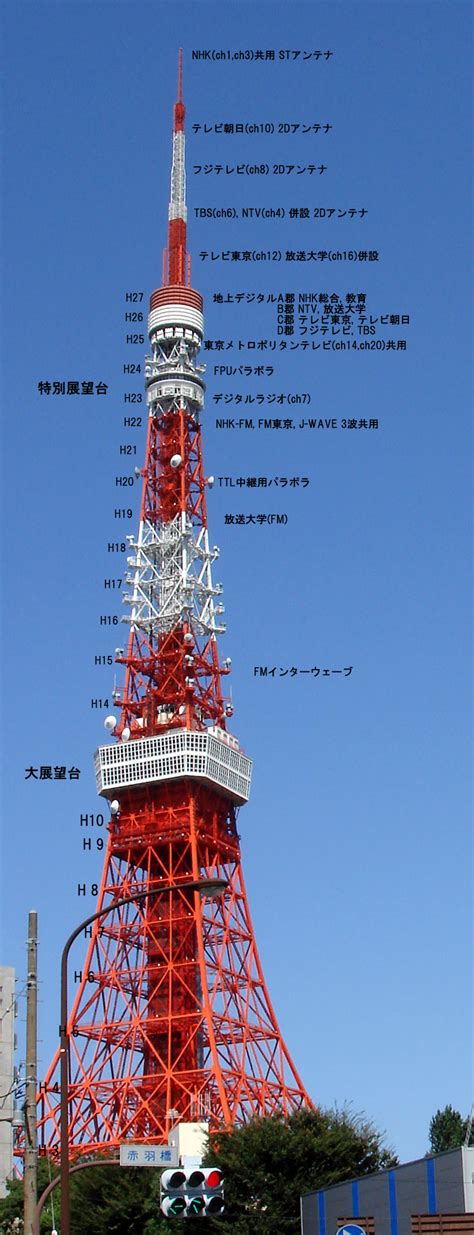 NHK(ch1,ch3)共用 STアンテナ
テレビ朝日(ch10) 2Dアンテナ
フジテレビ(ch8) 2Dアンテナ
TBS(ch6), NTV(ch4) 併設 2Dアンテナ
テレビ東京(ch12) 放送大学(ch16)併設
H27 地上デジタルA郡 NHK総合, 教育
B郡 NTV, 放送大学
H26 C郡 テレビ東京, テレビ朝日
D郡 フジテレビ, TBS
H25 東京メトロポリタンテレビ(ch14,ch20)共用
H24 FPUパラボラ
特別展望台
H23 デジタルラジオ(ch7)
H22 NHK-FM, FM東京, J-WAVE 3波共用
H21
H20 TTL中継用パラボラ
H19 放送大学(FM)
H18
H17
H16
H15 FMインターウェーブ
H14
大展望台
H10
H 9
H 8
H 7
H 6
H 5
H 4
H 3
赤羽橋